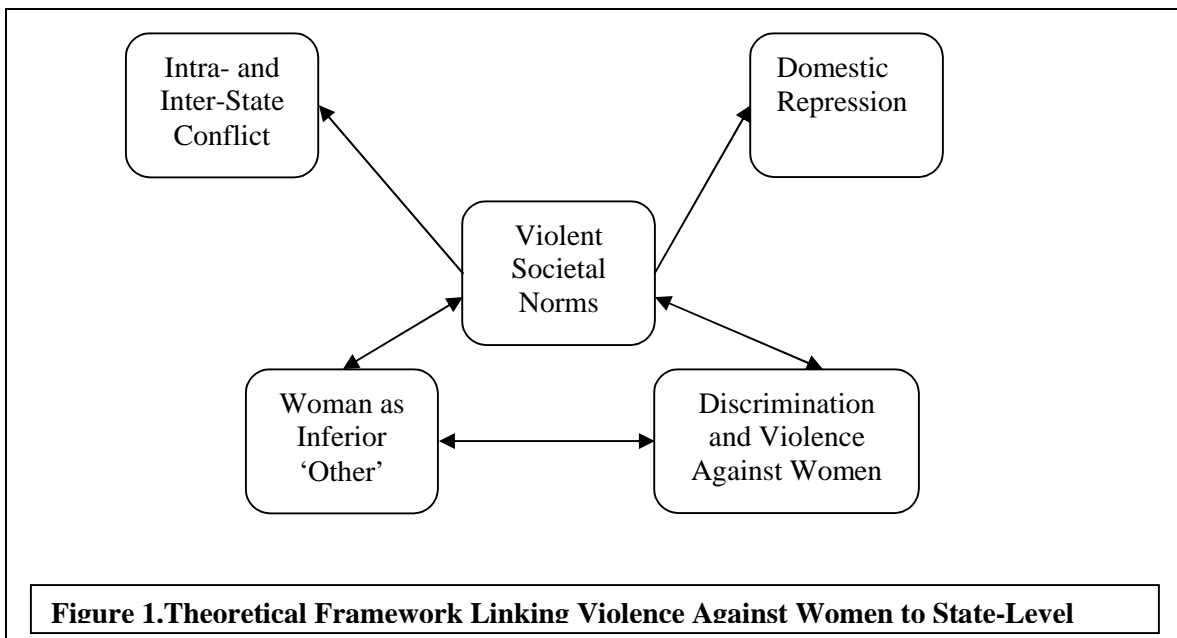 Intra- and
Inter-State
Conflict
Domestic
Repression
Violent
Societal
Norms
Woman as
Inferior
‘Other’
Discrimination
and Violence
Against Women
Figure 1.Theoretical Framework Linking Violence Against Women to State-Level